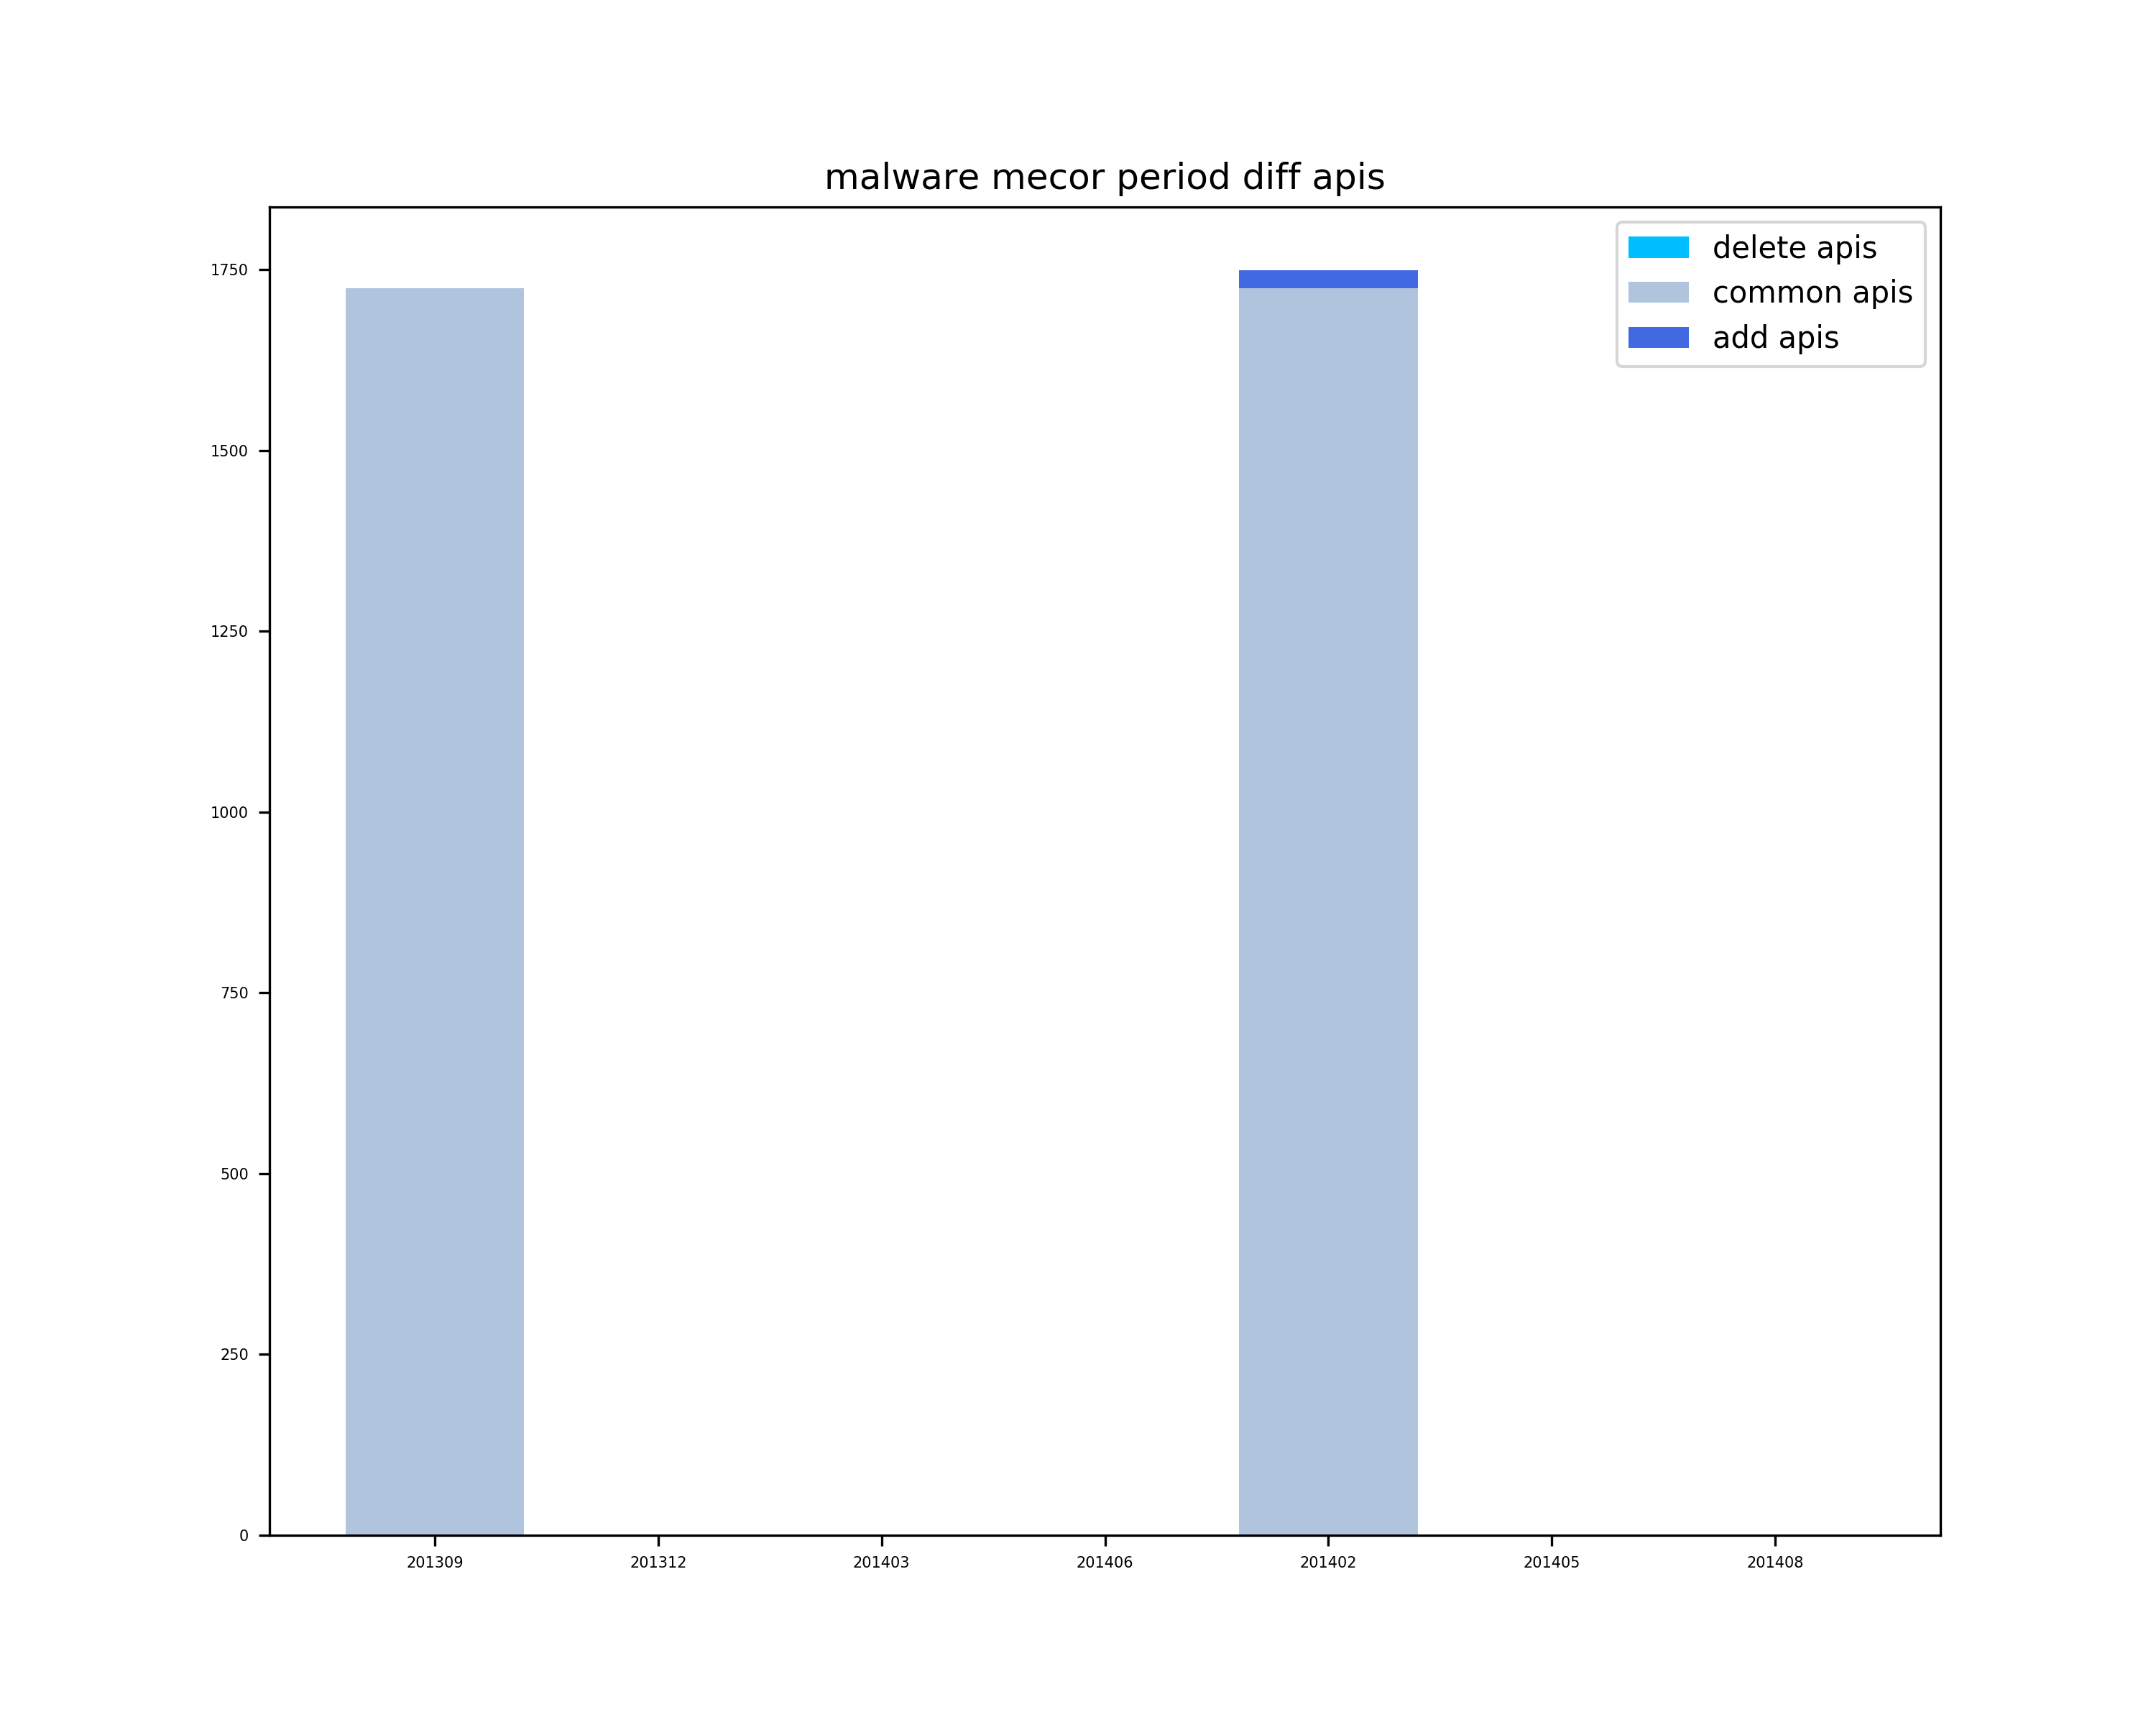 malware mecor period diff apis
delete apis
common apis
add apis
1750
1500
1250
1000
750
500
250
0
201309 201312 201403 201406 201402 201405 201408